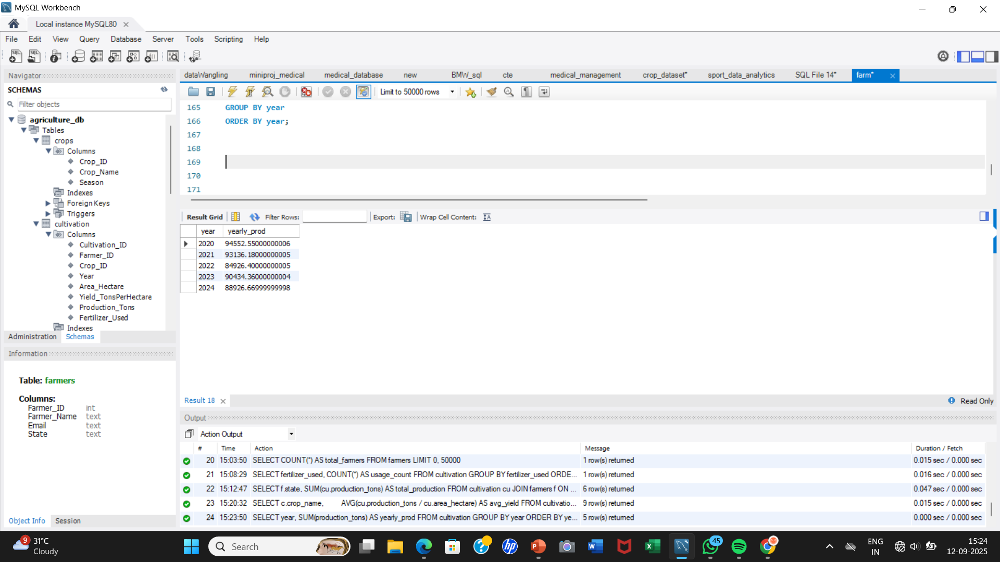 MySQL Workbench
Local instance MySQL80
File Edit View Query Database Server Tools Scripting Help
Navigator
SCHEMAS
Filter objects
agriculture_db
Tables
crops
Columns
Crop_ID
Crop_Name
Season
Indexes
Foreign Keys
Triggers
cultivation
Columns
Cultivation_ID
Farmer_ID
Crop_ID
Year
Area_Hectare
Yield_TonsPerHectare
Production_Tons
Fertilizer_Used
Indexes
Administration Schemas
Information
Table: farmers
Columns:
Farmer_ID int
Farmer_Name text
Email text
State text
Object Info Session
dataWangling miniproj_medical medical_database new BMW_sql cte medical_management crop_dataset* sport_data_analytics SQL File 14* farm*
Limit to 50000 rows
165 GROUP BY year
166 ORDER BY year;
167
168
169
170
171
Result Grid Filter Rows: Export: Wrap Cell Content:
year yearly_prod
2020 94552.55000000006
2021 93136.18000000005
2022 84926.40000000005
2023 90434.36000000004
2024 88926.66999999998
Result 18 Read Only
Output
Action Output
# Time Action Message Duration / Fetch
20 15:03:50 SELECT COUNT(*) AS total_farmers FROM farmers LIMIT 0, 50000 1 row(s) returned 0.015 sec / 0.000 sec
21 15:08:29 SELECT fertilizer_used, COUNT(*) AS usage_count FROM cultivation GROUP BY fertilizer_used ORDE... 1 row(s) returned 0.016 sec / 0.000 sec
22 15:12:47 SELECT f.state, SUM(cu.production_tons) AS total_production FROM cultivation cu JOIN farmers f ON ... 6 row(s) returned 0.047 sec / 0.000 sec
23 15:20:32 SELECT c.crop_name, AVG(cu.production_tons / cu.area_hectare) AS avg_yield FROM cultivatio... 9 row(s) returned 0.015 sec / 0.000 sec
24 15:23:50 SELECT year, SUM(production_tons) AS yearly_prod FROM cultivation GROUP BY year ORDER BY ye... 5 row(s) returned 0.000 sec / 0.000 sec
9 31°C
Cloudy
Search
45
ENG
IN
15:24
12-09-2025